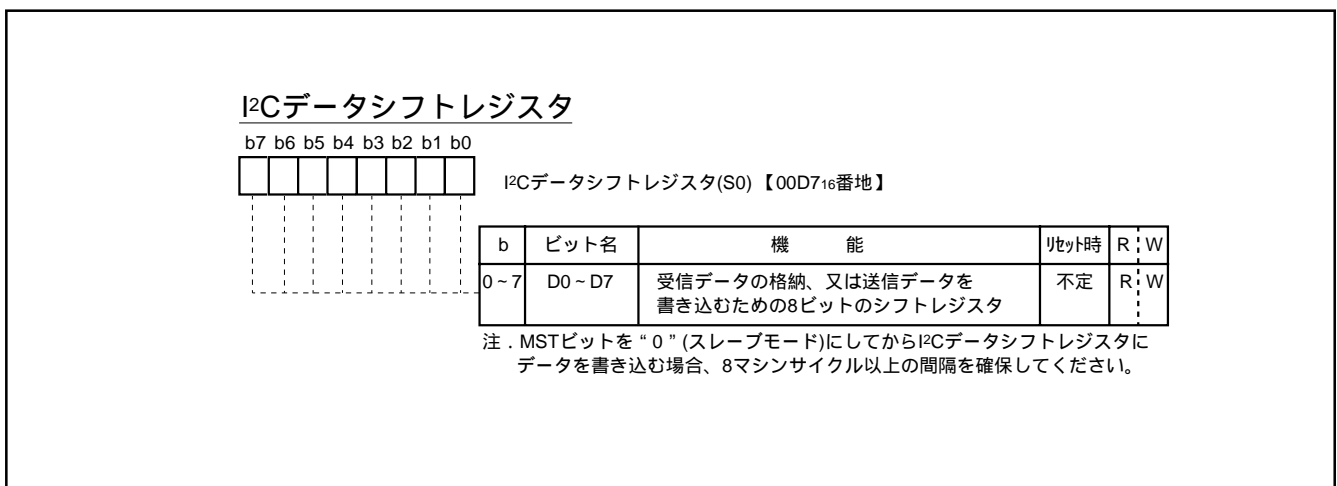 I²Cデータシフトレジスタ
b7 b6 b5 b4 b3 b2 b1 b0
I²Cデータシフトレジスタ(S0)【00D7₁₆番地】
b ビット名 機 能 リセット時 R W
0~7 D0~D7 受信データの格納、又は送信データを 不定 R W
書き込むための8ビットのシフトレジスタ
注．MSTビットを“0”(スレーブモード)にしてからI²Cデータシフトレジスタに
データを書き込む場合、8マシンサイクル以上の間隔を確保してください。